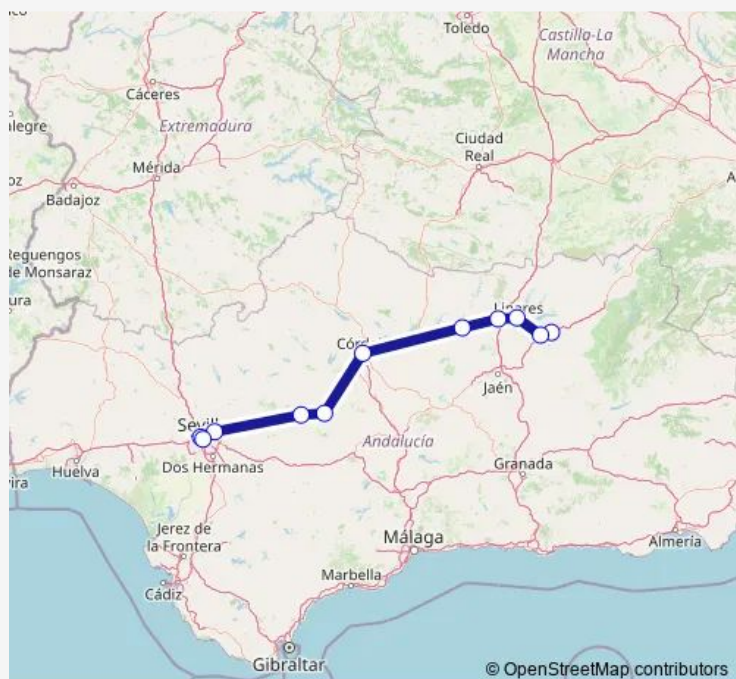 Toledo
Castilla-La
Mancha
Cáceres
Extremadura
Ciudad
Real
Mérida
Badajoz
Reguengos
de Monsaraz
Linares
Jaén
Andalucía
Dos Hermanas
Huelva
Granada
Jerez de
la Frontera
Málaga
Almería
Marbella
Cádiz
Gibraltar
© OpenStreetMap contributors